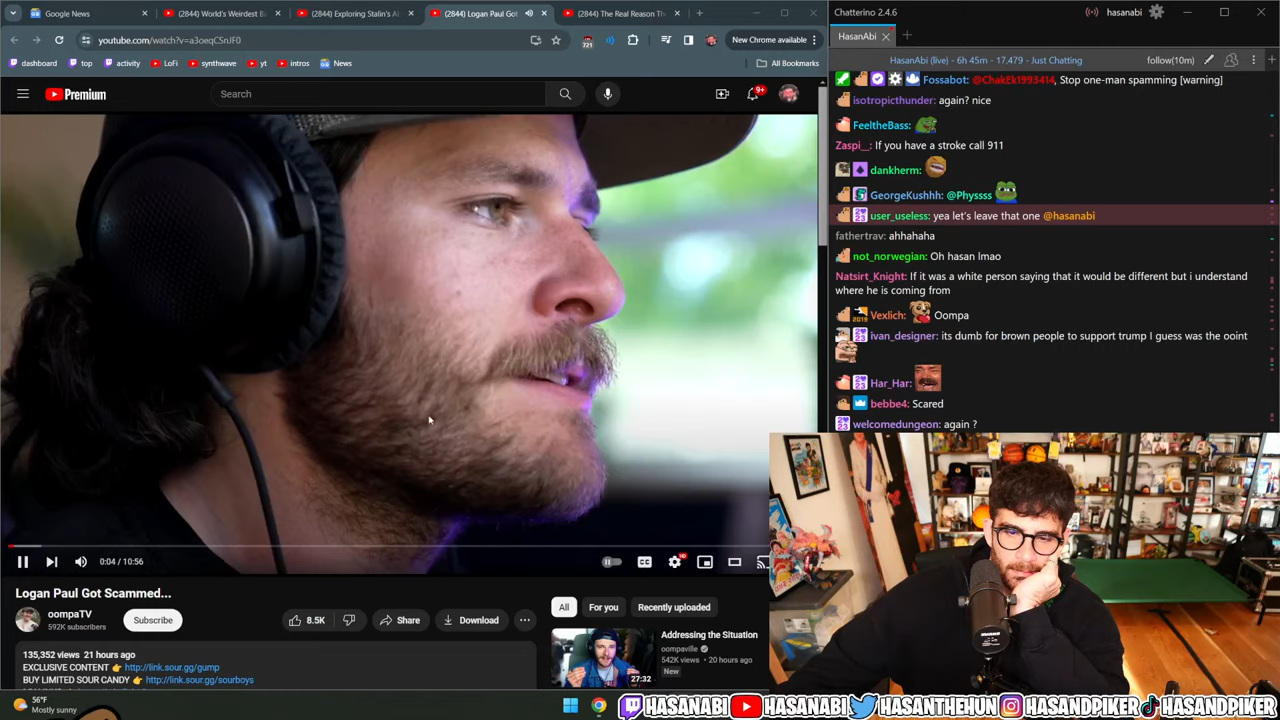 Google News
(2844) World's Weirdest B
(2844) Exploring Stalin's A
(2844) Logan Paul Got
(2844) The Real Reason Th
youtube.com/watch?v=a3oeqCSnJF0
721
New Chrome available
dashboard
top
activity
LoFi
synthwave
yt
intros
News
All Bookmarks
Premium
Search
9+
0:04 / 10:56
HD
Logan Paul Got Scammed...
oompaTV
592K subscribers
Subscribe
8.5K
Share
Download
135,352 views 21 hours ago
EXCLUSIVE CONTENT 👉 http://link.sour.gg/gump
BUY LIMITED SOUR CANDY 👉 http://link.sour.gg/sourboys
All
For you
Recently uploaded
Addressing the Situation
oompaville
542K views • 20 hours ago
New
27:32
56°F
Mostly sunny
Chatterino 2.4.6
hasanabi
HasanAbi
HasanAbi (live) - 6h 45m - 17,479 - Just Chatting
follow(10m)
Fossabot: @ChakEk1993414, Stop one-man spamming [warning]
isotropicthunder: again? nice
FeeltheBass:
Zaspi__: If you have a stroke call 911
dankherm:
GeorgeKushhh: @Physsss
user_useless: yea let's leave that one @hasanabi
fathertrav: ahhahaha
not_norwegian: Oh hasan lmao
Natsirt_Knight: If it was a white person saying that it would be different but i understand
where he is coming from
Vexlich: Oompa
ivan_designer: its dumb for brown people to support trump I guess was the ooint
Har_Har:
bebbe4: Scared
welcomedungeon: again ?
HASANABI
HASANABI
HASANTHEHUN
HASANDPIKER
HASANDPIKER